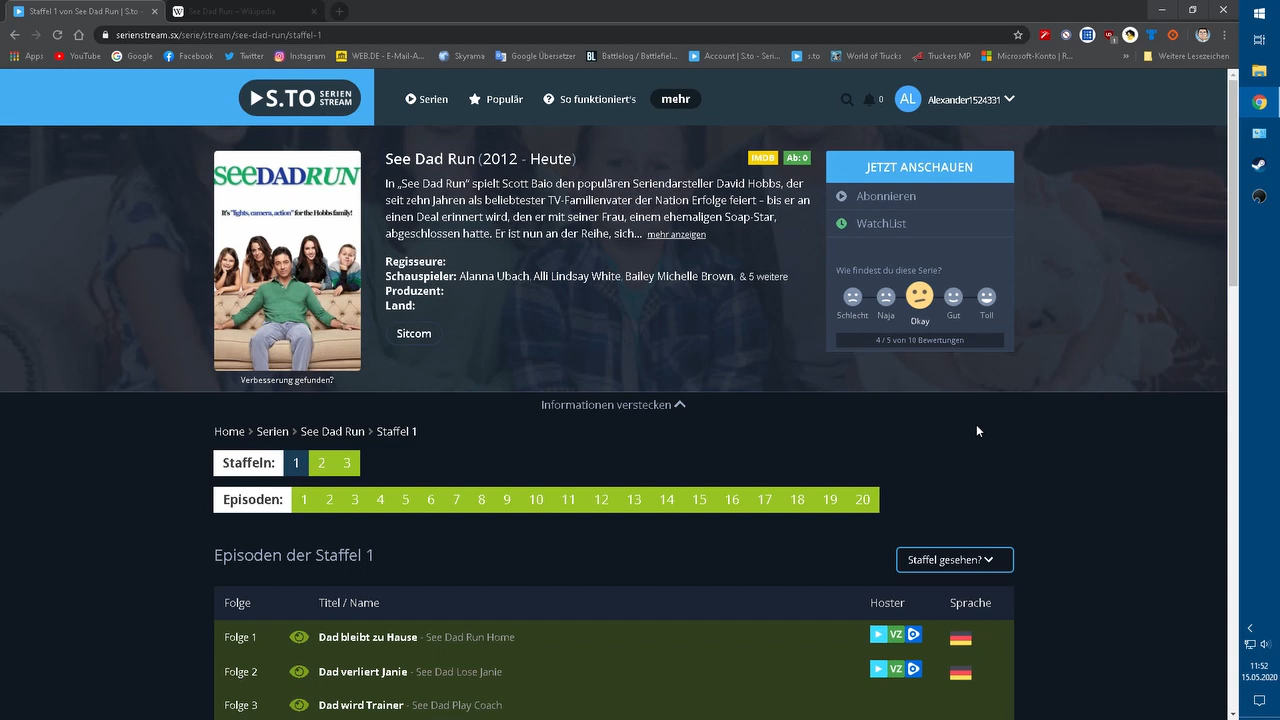 Staffel 1 von See Dad Run | S.to -
See Dad Run – Wikipedia
serienstream.sx/serie/stream/see-dad-run/staffel-1
Apps
YouTube
Google
Facebook
Twitter
Instagram
WEB.DE - E-Mail-A...
Skyrama
Google Übersetzer
BL Battlelog / Battlefiel...
Account | S.to - Seri...
s.to
World of Trucks
Truckers MP
Microsoft-Konto | R...
»
Weitere Lesezeichen
S.TO SERIEN STREAM
Serien
Populär
So funktioniert's
mehr
0
AL
Alexander1524331
SEEDADRUN
It's "lights, camera, action" for the Hobbs family!
Verbesserung gefunden?
See Dad Run (2012 - Heute)
IMDB
Ab: 0
In „See Dad Run“ spielt Scott Baio den populären Seriendarsteller David Hobbs, der
seit zehn Jahren als beliebtester TV-Familienvater der Nation Erfolge feiert – bis er an
einen Deal erinnert wird, den er mit seiner Frau, einem ehemaligen Soap-Star,
abgeschlossen hatte. Er ist nun an der Reihe, sich... mehr anzeigen
Regisseure:
Schauspieler: Alanna Ubach, Alli Lindsay White, Bailey Michelle Brown, & 5 weitere
Produzent:
Land:
Sitcom
JETZT ANSCHAUEN
Abonnieren
WatchList
Wie findest du diese Serie?
Schlecht
Naja
Okay
Gut
Toll
4 / 5 von 10 Bewertungen
Informationen verstecken
Home > Serien > See Dad Run > Staffel 1
Staffeln: 1 2 3
Episoden: 1 2 3 4 5 6 7 8 9 10 11 12 13 14 15 16 17 18 19 20
Episoden der Staffel 1
Staffel gesehen?
Folge Titel / Name Hoster Sprache
Folge 1 Dad bleibt zu Hause - See Dad Run Home VZ
Folge 2 Dad verliert Janie - See Dad Lose Janie VZ
Folge 3 Dad wird Trainer - See Dad Play Coach
11:52
15.05.2020